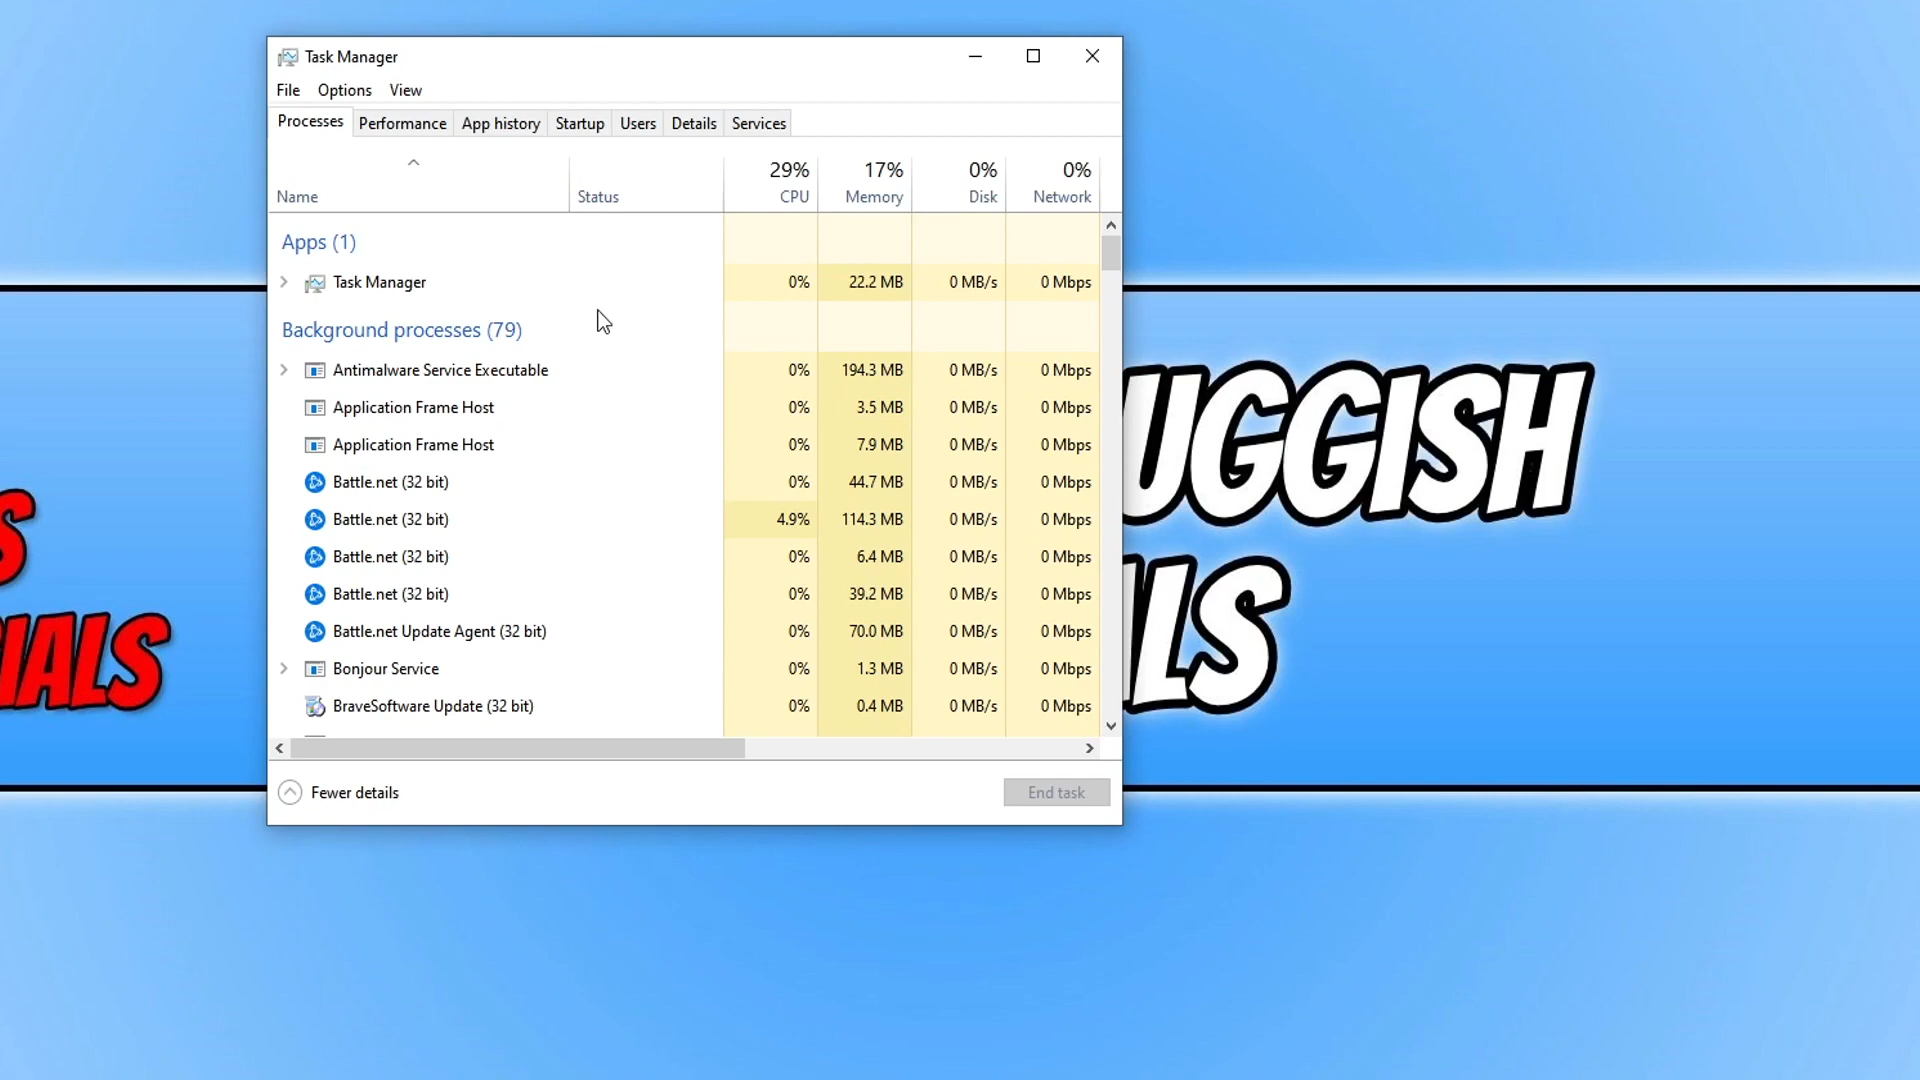 Task Manager
File Options View
Processes Performance App history Startup Users Details Services
29% 17% 0% 0%
Name Status CPU Memory Disk Network
Apps (1)
Task Manager 0% 22.2 MB 0 MB/s 0 Mbps
Background processes (79)
Antimalware Service Executable 0% 194.3 MB 0 MB/s 0 Mbps
Application Frame Host 0% 3.5 MB 0 MB/s 0 Mbps
Application Frame Host 0% 7.9 MB 0 MB/s 0 Mbps
Battle.net (32 bit) 0% 44.7 MB 0 MB/s 0 Mbps
Battle.net (32 bit) 4.9% 114.3 MB 0 MB/s 0 Mbps
Battle.net (32 bit) 0% 6.4 MB 0 MB/s 0 Mbps
Battle.net (32 bit) 0% 39.2 MB 0 MB/s 0 Mbps
Battle.net Update Agent (32 bit) 0% 70.0 MB 0 MB/s 0 Mbps
Bonjour Service 0% 1.3 MB 0 MB/s 0 Mbps
BraveSoftware Update (32 bit) 0% 0.4 MB 0 MB/s 0 Mbps
Fewer details End task
UGGISH
LS
S
IALS